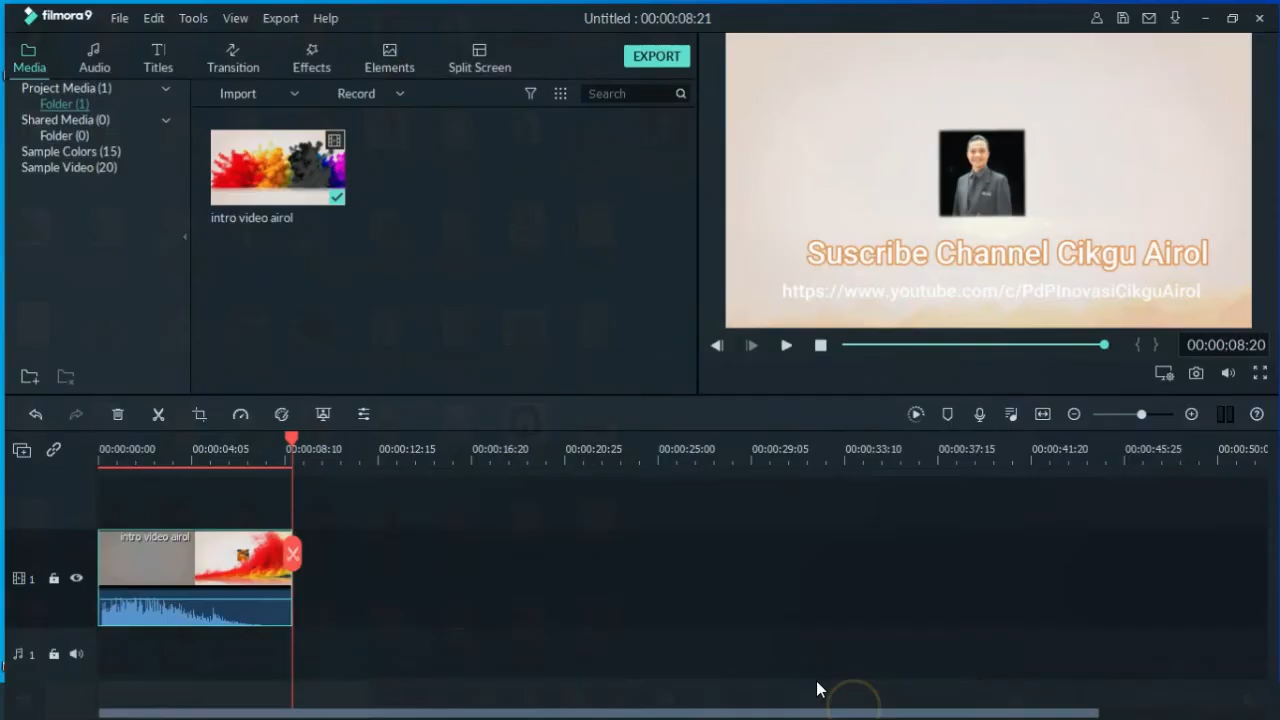 filmora9 File Edit Tools View Export Help Untitled : 00:00:08:21
Media Audio Titles Transition Effects Elements Split Screen EXPORT
Project Media (1)
Folder (1)
Shared Media (0)
Folder (0)
Sample Colors (15)
Sample Video (20)
Import Record Search
intro video airol
Suscribe Channel Cikgu Airol
https://www.youtube.com/c/PdPInovasiCikguAirol
00:00:08:20
00:00:00:00 00:00:04:05 00:00:08:10 00:00:12:15 00:00:16:20 00:00:20:25 00:00:25:00 00:00:29:05 00:00:33:10 00:00:37:15 00:00:41:20 00:00:45:25 00:00:50:0
intro video airol
1
1